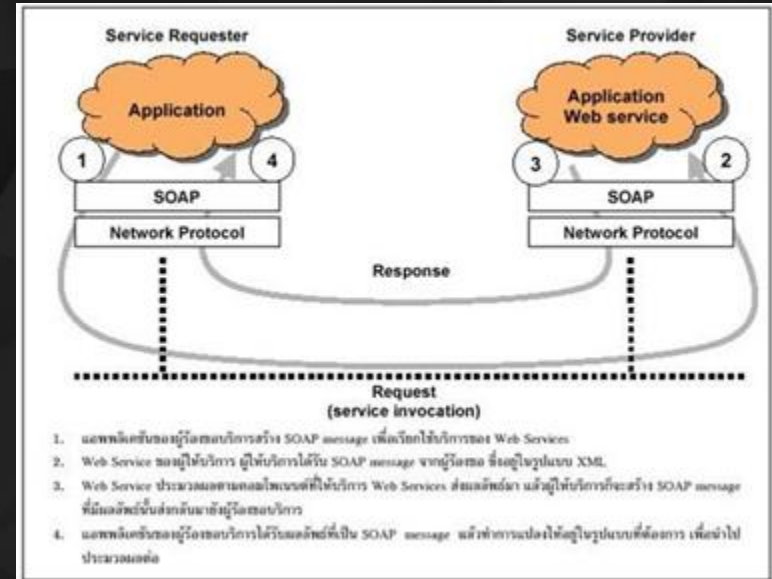 Service Requester
Service Provider
Application
Application
Web service
1
4
3
2
SOAP
SOAP
Network Protocol
Network Protocol
Response
Request
(service invocation)
1. แอพพลิเคชันของผู้ร้องขอบริการสร้าง SOAP message เพื่อเรียกใช้บริการของ Web Services
2. Web Service ของผู้ให้บริการ ผู้ให้บริการได้รับ SOAP message จากผู้ร้องขอ ซึ่งอยู่ในรูปแบบ XML
3. Web Service ประมวลผลตามคอมโพเนนต์ที่ให้บริการ Web Services ส่งผลลัพธ์มา แล้วผู้ให้บริการก็จะสร้าง SOAP message
ที่มีผลลัพธ์นั้นส่งกลับมายังผู้ร้องขอบริการ
4. แอพพลิเคชันของผู้ร้องขอบริการได้รับผลลัพธ์ที่เป็น SOAP message แล้วทำการแปลงให้อยู่ในรูปแบบที่ต้องการ เพื่อนำไป
ประมวลผลต่อ